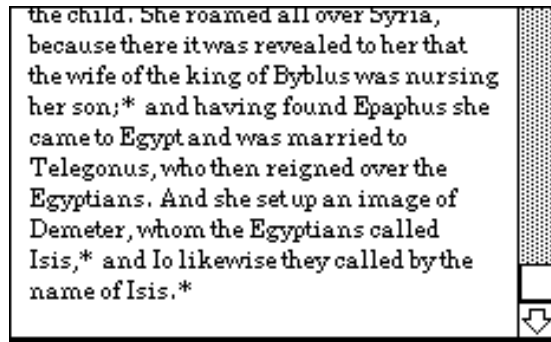 the child. She roamed all over Syria,
because there it was revealed to her that
the wife of the king of Byblus was nursing
her son;* and having found Epaphus she
came to Egypt and was married to
Telegonus, who then reigned over the
Egyptians. And she set up an image of
Demeter, whom the Egyptians called
Isis,* and Io likewise they called by the
name of Isis.*